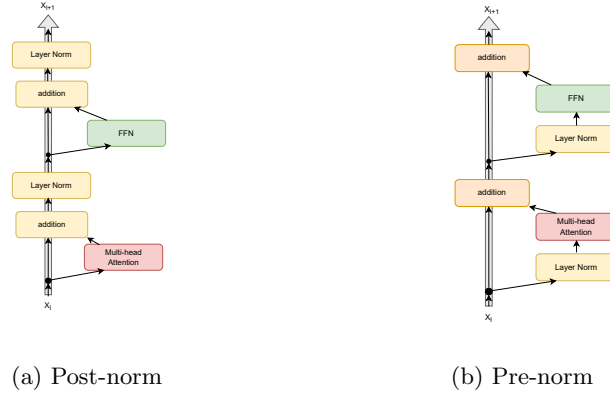 X_{l+1}
Layer Norm
addition
FFN
Layer Norm
addition
Multi-head
Attention
X_l
(a) Post-norm
X_{l+1}
addition
FFN
Layer Norm
addition
Multi-head
Attention
Layer Norm
X_l
(b) Pre-norm